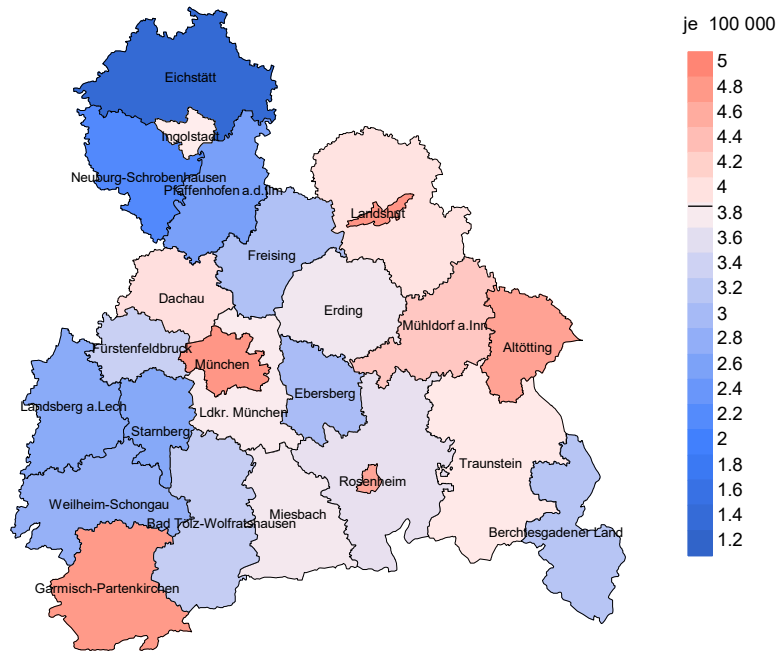 je 100 000
5
4.8
4.6
4.4
4.2
4
3.8
3.6
3.4
3.2
3
2.8
2.6
2.4
2.2
2
1.8
1.6
1.4
1.2
Eichstätt
Ingolstadt
Neuburg-Schrobenhausen
Pfaffenhofen a.d.Ilm
Landshut
Freising
Dachau
Erding
Mühldorf a.Inn
Altötting
Fürstenfeldbruck
München
Ebersberg
Landsberg a.Lech
Ldkr. München
Starnberg
Traunstein
Rosenheim
Weilheim-Schongau
Miesbach
Bad Tölz-Wolfratshausen
Berchtesgadener Land
Garmisch-Partenkirchen